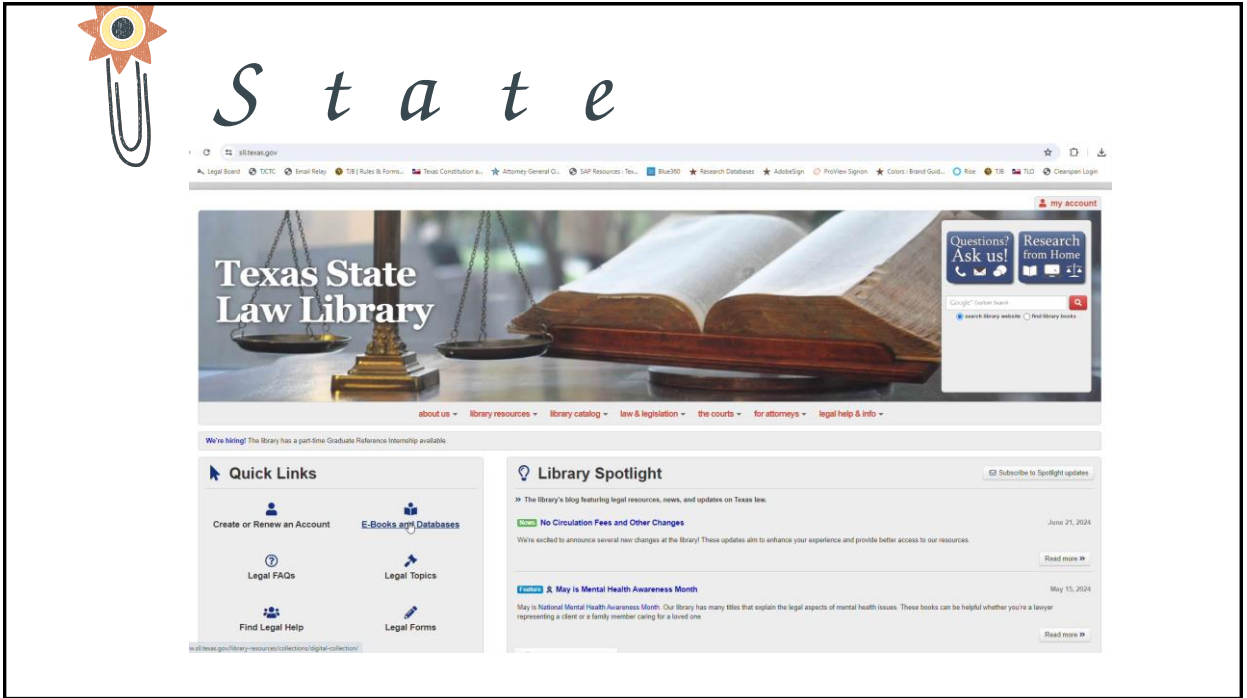 S t a t e
sll.texas.gov
Legal Board TJCTC Email Relay TJB | Rules & Forms... Texas Constitution a... Attorney General O... SAP Resources : Tex... Blue360 Research Databases AdobeSign ProView Signon Colors : Brand Guid... Rise TJB TLO Clearspan Login
my account
Texas State
Law Library
Questions?
Ask us!
Research
from Home
Google™ Custom Search
search library website find library books
about us library resources library catalog law & legislation the courts for attorneys legal help & info
We're hiring! The library has a part-time Graduate Reference Internship available.
Quick Links
Create or Renew an Account
E-Books and Databases
Legal FAQs
Legal Topics
Find Legal Help
Legal Forms
w.sll.texas.gov/library-resources/collections/digital-collection/
Library Spotlight
Subscribe to Spotlight updates
» The library's blog featuring legal resources, news, and updates on Texas law.
News No Circulation Fees and Other Changes June 21, 2024
We're excited to announce several new changes at the library! These updates aim to enhance your experience and provide better access to our resources.
Read more »
Feature May is Mental Health Awareness Month May 15, 2024
May is National Mental Health Awareness Month. Our library has many titles that explain the legal aspects of mental health issues. These books can be helpful whether you're a lawyer
representing a client or a family member caring for a loved one.
Read more »